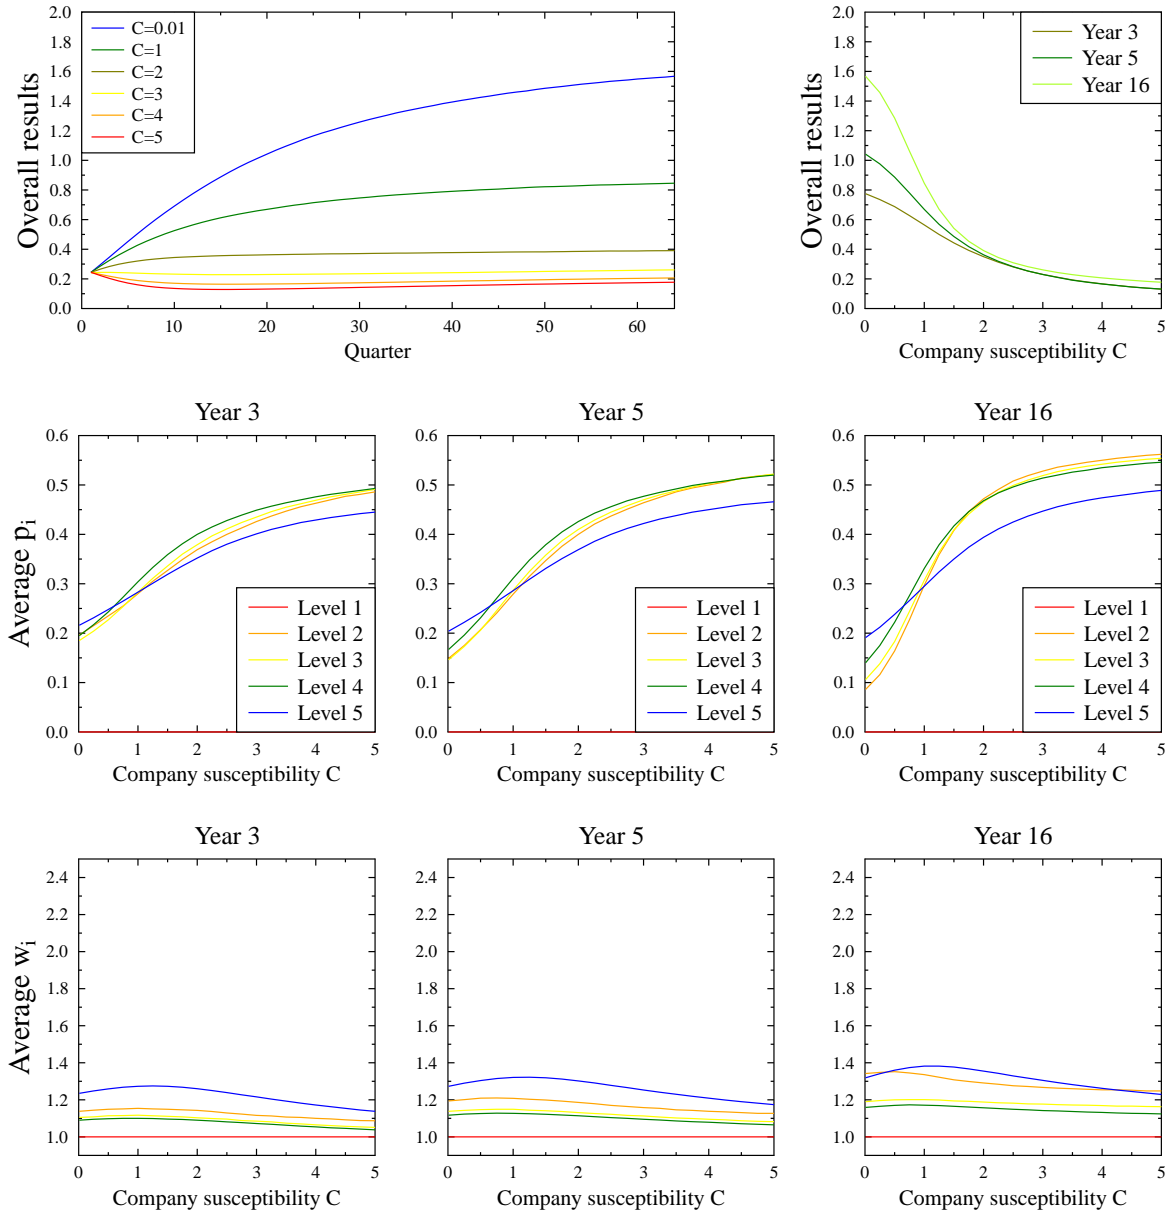 Overall results
2.0
1.8
1.6
1.4
1.2
1.0
0.8
0.6
0.4
0.2
0.0
C=0.01
C=1
C=2
C=3
C=4
C=5
0 10 20 30 40 50 60
Quarter
Overall results
2.0
1.8
1.6
1.4
1.2
1.0
0.8
0.6
0.4
0.2
0.0
Year 3
Year 5
Year 16
0 1 2 3 4 5
Company susceptibility C
Year 3
Average p_i
0.6
0.5
0.4
0.3
0.2
0.1
0.0
Level 1
Level 2
Level 3
Level 4
Level 5
0 1 2 3 4 5
Company susceptibility C
Year 5
0.6
0.5
0.4
0.3
0.2
0.1
0.0
Level 1
Level 2
Level 3
Level 4
Level 5
0 1 2 3 4 5
Company susceptibility C
Year 16
0.6
0.5
0.4
0.3
0.2
0.1
0.0
Level 1
Level 2
Level 3
Level 4
Level 5
0 1 2 3 4 5
Company susceptibility C
Year 3
Average w_i
2.4
2.2
2.0
1.8
1.6
1.4
1.2
1.0
0 1 2 3 4 5
Company susceptibility C
Year 5
2.4
2.2
2.0
1.8
1.6
1.4
1.2
1.0
0 1 2 3 4 5
Company susceptibility C
Year 16
2.4
2.2
2.0
1.8
1.6
1.4
1.2
1.0
0 1 2 3 4 5
Company susceptibility C